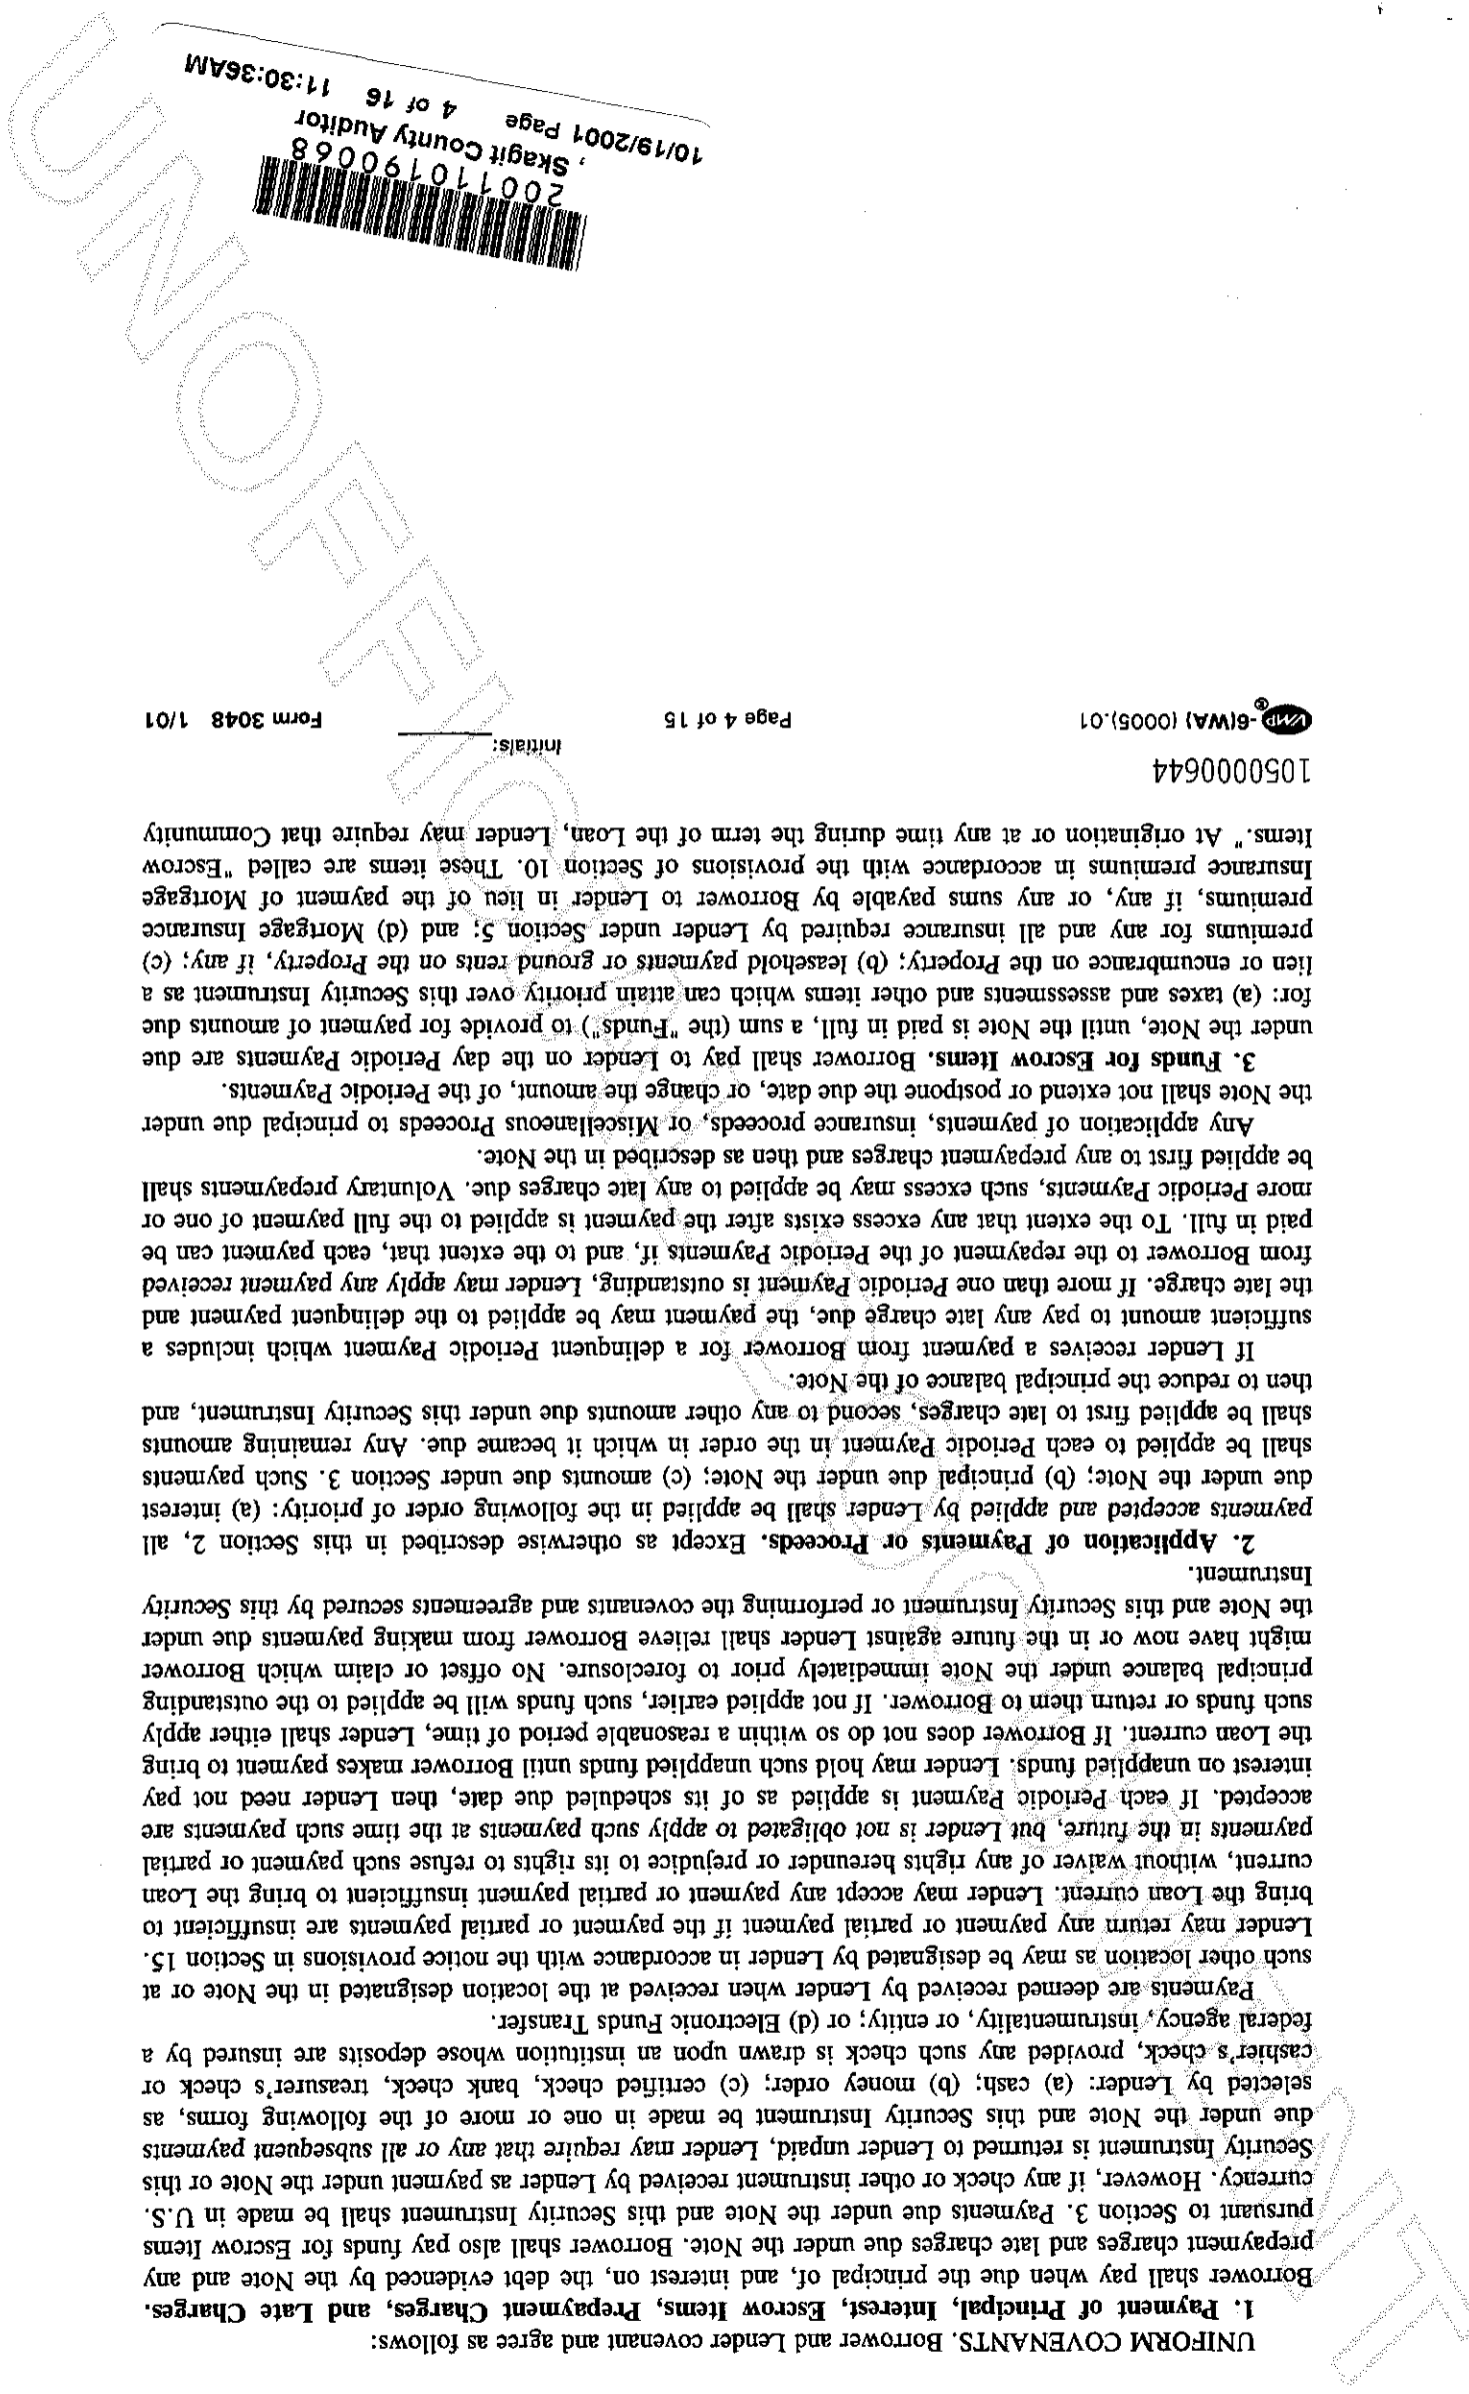 UNIFORM COVENANTS. Borrower and Lender covenant and agree as follows:
1. Payment of Principal, Interest, Escrow Items, Prepayment Charges, and Late Charges.
Borrower shall pay when due the principal of, and interest on, the debt evidenced by the Note and any
prepayment charges and late charges due under the Note. Borrower shall also pay funds for Escrow Items
pursuant to Section 3. Payments due under the Note and this Security Instrument shall be made in U.S.
currency. However, if any check or other instrument received by Lender as payment under the Note or this
Security Instrument is returned to Lender unpaid, Lender may require that any or all subsequent payments
due under the Note and this Security Instrument be made in one or more of the following forms, as
selected by Lender: (a) cash; (b) money order; (c) certified check, bank check, treasurer's check or
cashier's check, provided any such check is drawn upon an institution whose deposits are insured by a
federal agency, instrumentality, or entity; or (d) Electronic Funds Transfer.
Payments are deemed received by Lender when received at the location designated in the Note or at
such other location as may be designated by Lender in accordance with the notice provisions in Section 15.
Lender may return any payment or partial payment if the payment or partial payments are insufficient to
bring the Loan current. Lender may accept any payment or partial payment insufficient to bring the Loan
current, without waiver of any rights hereunder or prejudice to its rights to refuse such payment or partial
payments in the future, but Lender is not obligated to apply such payments at the time such payments are
accepted. If each Periodic Payment is applied as of its scheduled due date, then Lender need not pay
interest on unapplied funds. Lender may hold such unapplied funds until Borrower makes payment to bring
the Loan current. If Borrower does not do so within a reasonable period of time, Lender shall either apply
such funds or return them to Borrower. If not applied earlier, such funds will be applied to the outstanding
principal balance under the Note immediately prior to foreclosure. No offset or claim which Borrower
might have now or in the future against Lender shall relieve Borrower from making payments due under
the Note and this Security Instrument or performing the covenants and agreements secured by this Security
Instrument.
2. Application of Payments or Proceeds. Except as otherwise described in this Section 2, all
payments accepted and applied by Lender shall be applied in the following order of priority: (a) interest
due under the Note; (b) principal due under the Note; (c) amounts due under Section 3. Such payments
shall be applied to each Periodic Payment in the order in which it became due. Any remaining amounts
shall be applied first to late charges, second to any other amounts due under this Security Instrument, and
then to reduce the principal balance of the Note.
If Lender receives a payment from Borrower for a delinquent Periodic Payment which includes a
sufficient amount to pay any late charge due, the payment may be applied to the delinquent payment and
the late charge. If more than one Periodic Payment is outstanding, Lender may apply any payment received
from Borrower to the repayment of the Periodic Payments if, and to the extent that, each payment can be
paid in full. To the extent that any excess exists after the payment is applied to the full payment of one or
more Periodic Payments, such excess may be applied to any late charges due. Voluntary prepayments shall
be applied first to any prepayment charges and then as described in the Note.
Any application of payments, insurance proceeds, or Miscellaneous Proceeds to principal due under
the Note shall not extend or postpone the due date, or change the amount, of the Periodic Payments.
3. Funds for Escrow Items. Borrower shall pay to Lender on the day Periodic Payments are due
under the Note, until the Note is paid in full, a sum (the "Funds") to provide for payment of amounts due
for: (a) taxes and assessments and other items which can attain priority over this Security Instrument as a
lien or encumbrance on the Property; (b) leasehold payments or ground rents on the Property, if any; (c)
premiums for any and all insurance required by Lender under Section 5; and (d) Mortgage Insurance
premiums, if any, or any sums payable by Borrower to Lender in lieu of the payment of Mortgage
Insurance premiums in accordance with the provisions of Section 10. These items are called "Escrow
Items." At origination or at any time during the term of the Loan, Lender may require that Community
1050000644
Initials:
VMP®-6(WA) (0005).01 Page 4 of 15 Form 3048 1/01
200110190068
, Skagit County Auditor
10/19/2001 Page 4 of 16 11:30:36AM
UNOFFICIAL DOCUMENT